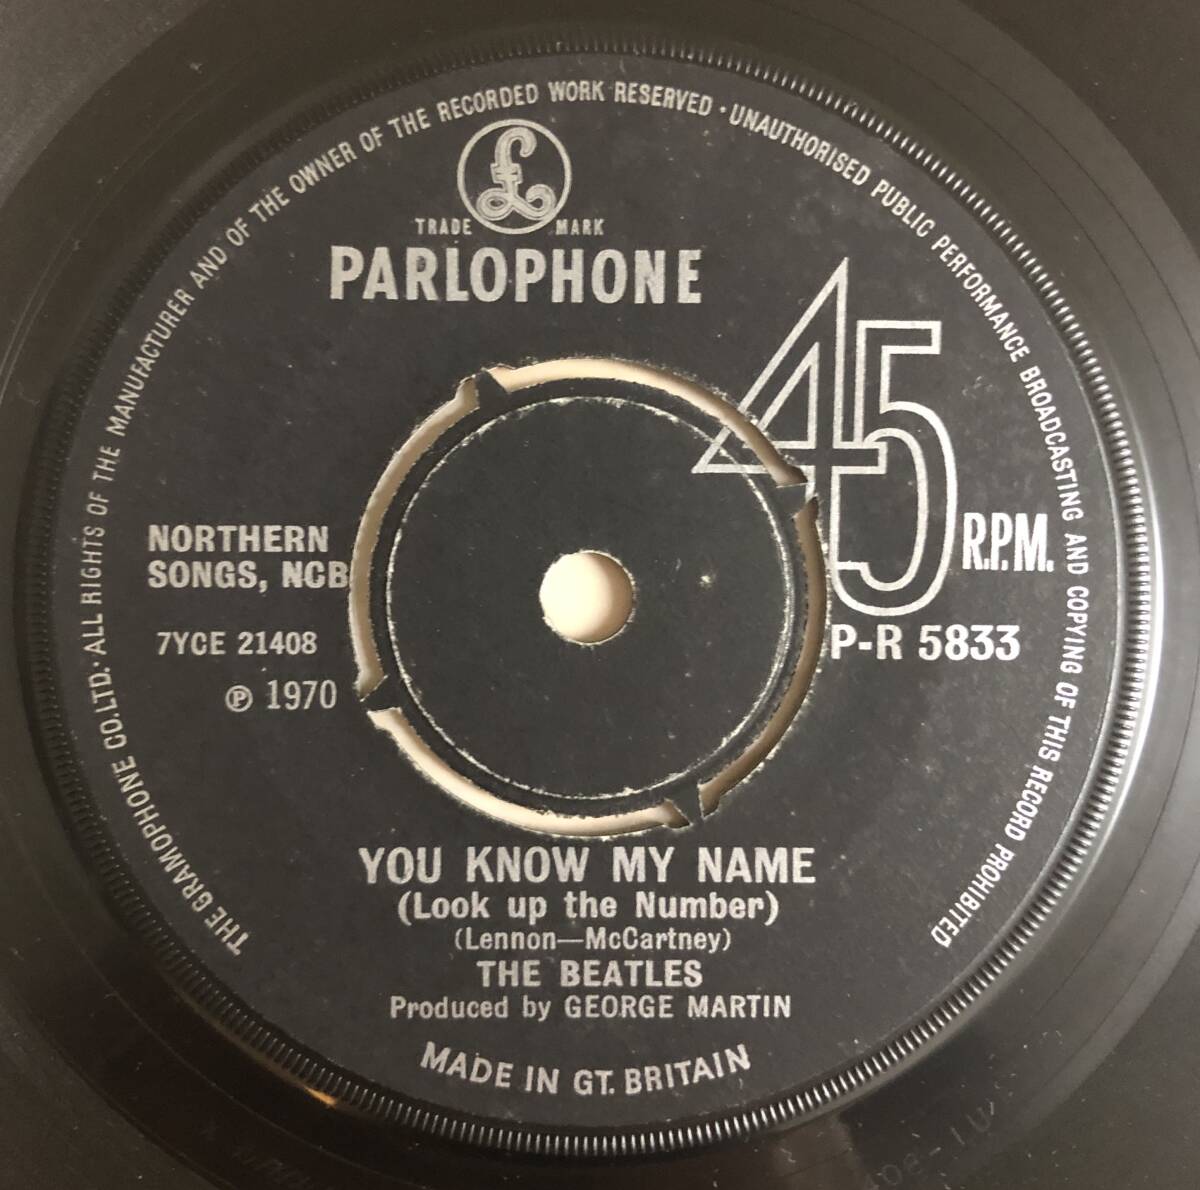 THE GRAMOPHONE CO.LTD. ALL RIGHTS OF THE MANUFACTURER AND OF THE OWNER OF THE RECORDED WORK RESERVED · UNAUTHORISED PUBLIC PERFORMANCE BROADCASTING AND COPYING OF THIS RECORD PROHIBITED
£
TRADE MARK
PARLOPHONE
45
R.P.M.
NORTHERN
SONGS, NCB
7YCE 21408
℗ 1970
P-R 5833
YOU KNOW MY NAME
(Look up the Number)
(Lennon—McCartney)
THE BEATLES
Produced by GEORGE MARTIN
MADE IN GT. BRITAIN